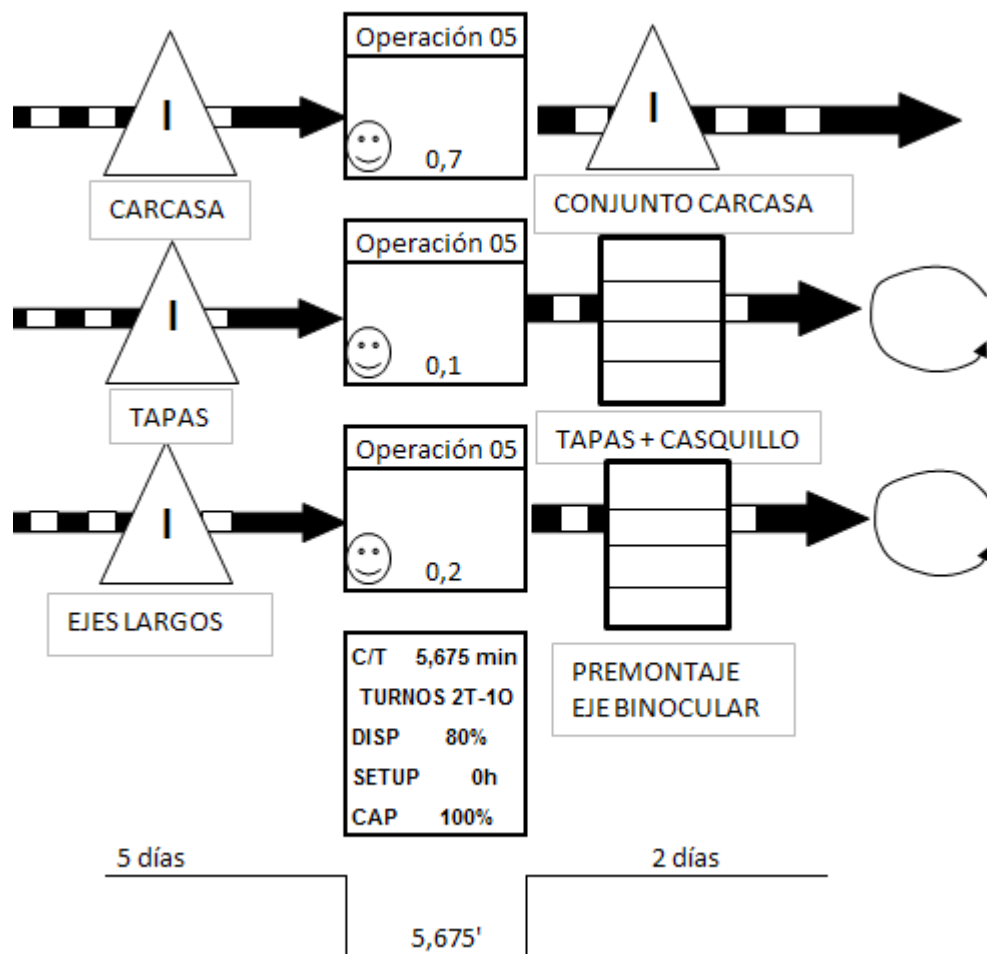 Operación 05
I
I
0,7
CARCASA
CONJUNTO CARCASA
Operación 05
I
0,1
TAPAS
TAPAS + CASQUILLO
Operación 05
I
0,2
EJES LARGOS
PREMONTAJE
EJE BINOCULAR
C/T 5,675 min
TURNOS 2T-1O
DISP 80%
SETUP 0h
CAP 100%
5 días
2 días
5,675'